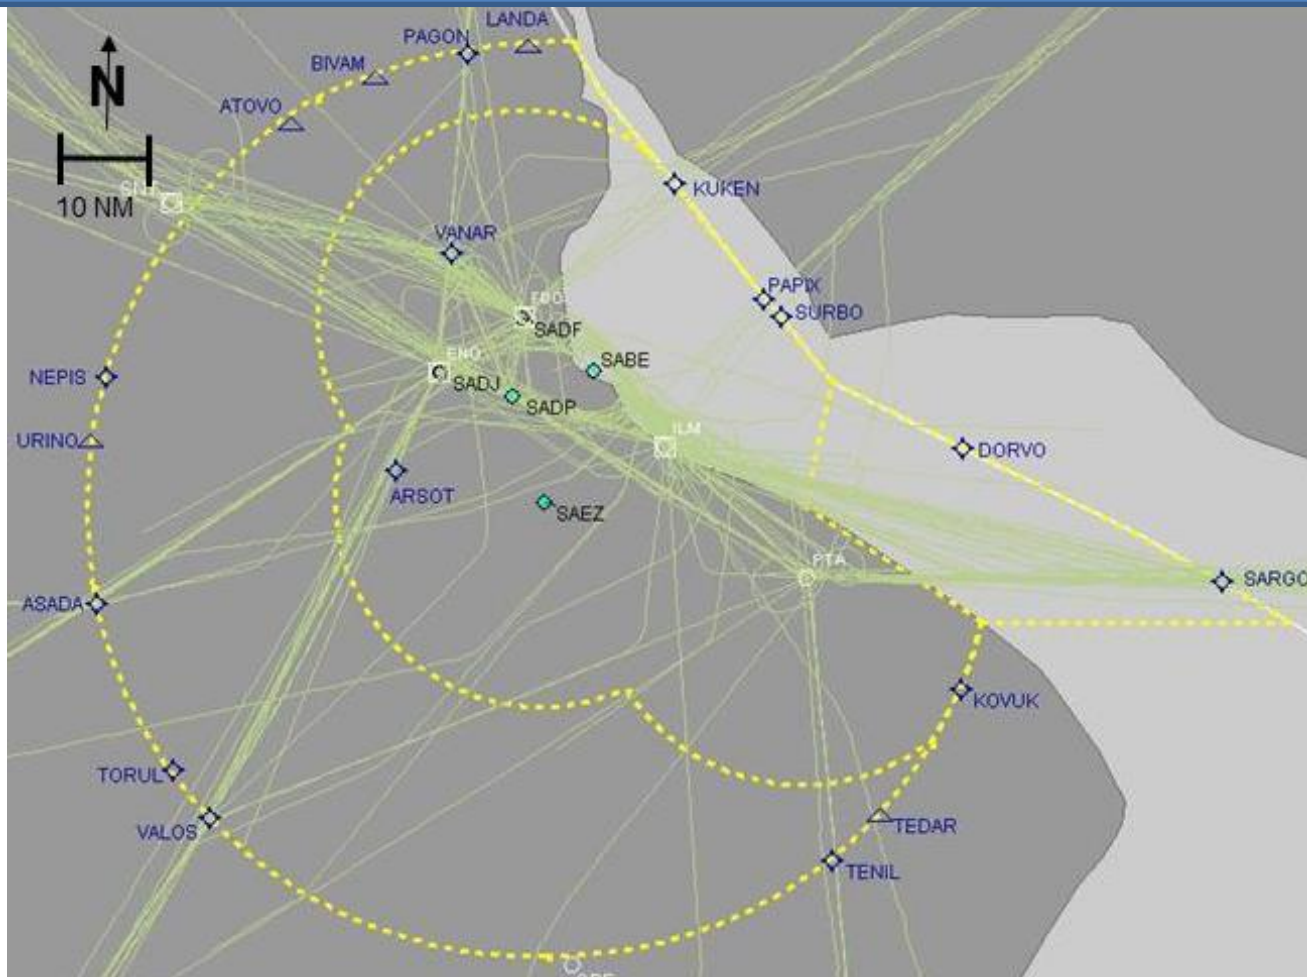 LANDA
PAGON
BIVAM
N
ATOVO
10 NM
KUKEN
VANAR
PAPIX
SURBO
SADF
ENO
SABE
NEPIS
SADJ
SADP
URINO
ILM
DORVO
ARSOT
SAEZ
PTA
SARGO
ASADA
KOVUK
TORUL
VALOS
TEDAR
TENIL